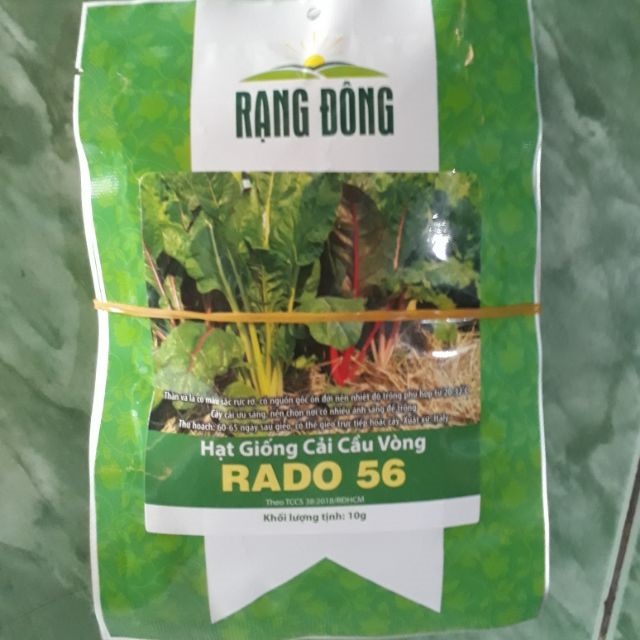 RẠNG ĐÔNG
Thân và lá có màu sắc rực rỡ, có nguồn gốc ôn đới nên nhiệt độ trồng phù hợp từ 20-32°C
Cây cải ưu sáng, nên chọn nơi có nhiều ánh sáng để trồng
Thu hoạch: 60-65 ngày sau gieo, có thể gieo trực tiếp hoặc cấy. Xuất xứ: Italy
Hạt Giống Cải Cầu Vòng
RADO 56
Theo TCCS 38:2018/RĐHCM
Khối lượng tịnh: 10g